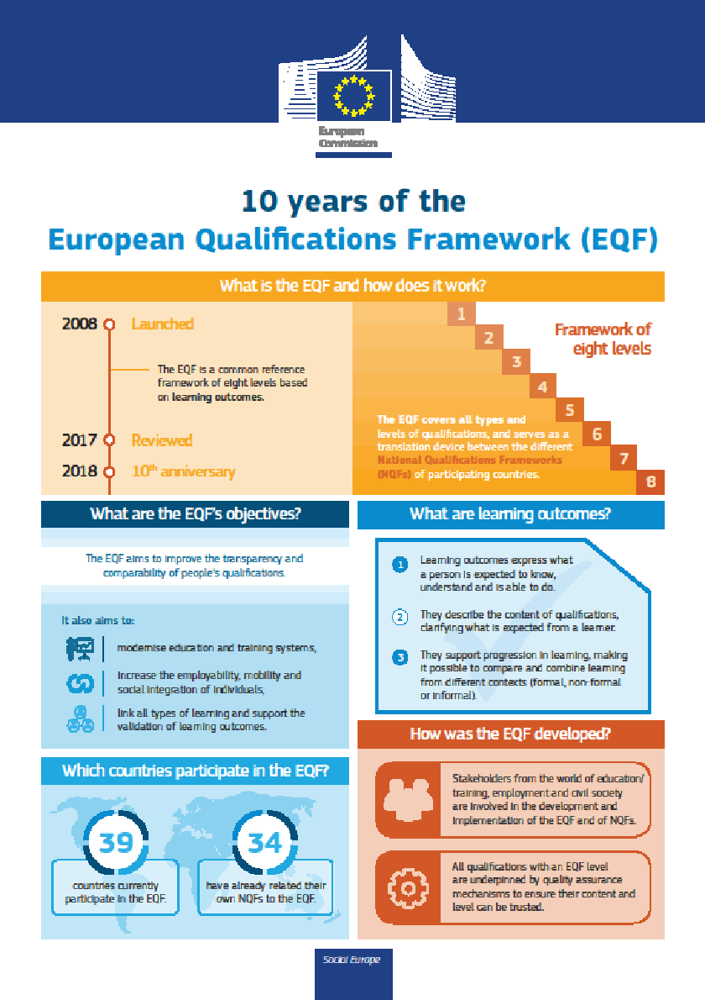 European
Commission
10 years of the
European Qualifications Framework (EQF)
What is the EQF and how does it work?
2008 Launched
The EQF is a common reference
framework of eight levels based
on learning outcomes.
2017 Reviewed
2018 10th anniversary
1
2
3
4
5
6
7
8
Framework of
eight levels
The EQF covers all types and
levels of qualifications, and serves as a
translation device between the different
National Qualifications Frameworks
(NQFs) of participating countries.
What are the EQF's objectives?
The EQF aims to improve the transparency and
comparability of people's qualifications.
It also aims to:
modernise education and training systems,
increase the employability, mobility and
social integration of individuals,
link all types of learning and support the
validation of learning outcomes.
What are learning outcomes?
1 Learning outcomes express what
a person is expected to know,
understand and is able to do.
2 They describe the content of qualifications,
clarifying what is expected from a learner.
3 They support progression in learning, making
it possible to compare and combine learning
from different contexts (formal, non-formal
or informal).
Which countries participate in the EQF?
39
countries currently
participate in the EQF.
34
have already related their
own NQFs to the EQF.
How was the EQF developed?
Stakeholders from the world of education/
training, employment and civil society
are involved in the development and
implementation of the EQF and of NQFs.
All qualifications with an EQF level
are underpinned by quality assurance
mechanisms to ensure their content and
level can be trusted.
Social Europe